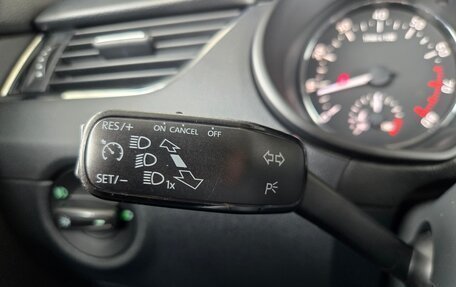 RES/+ ON CANCEL OFF
1x
SET/-
P